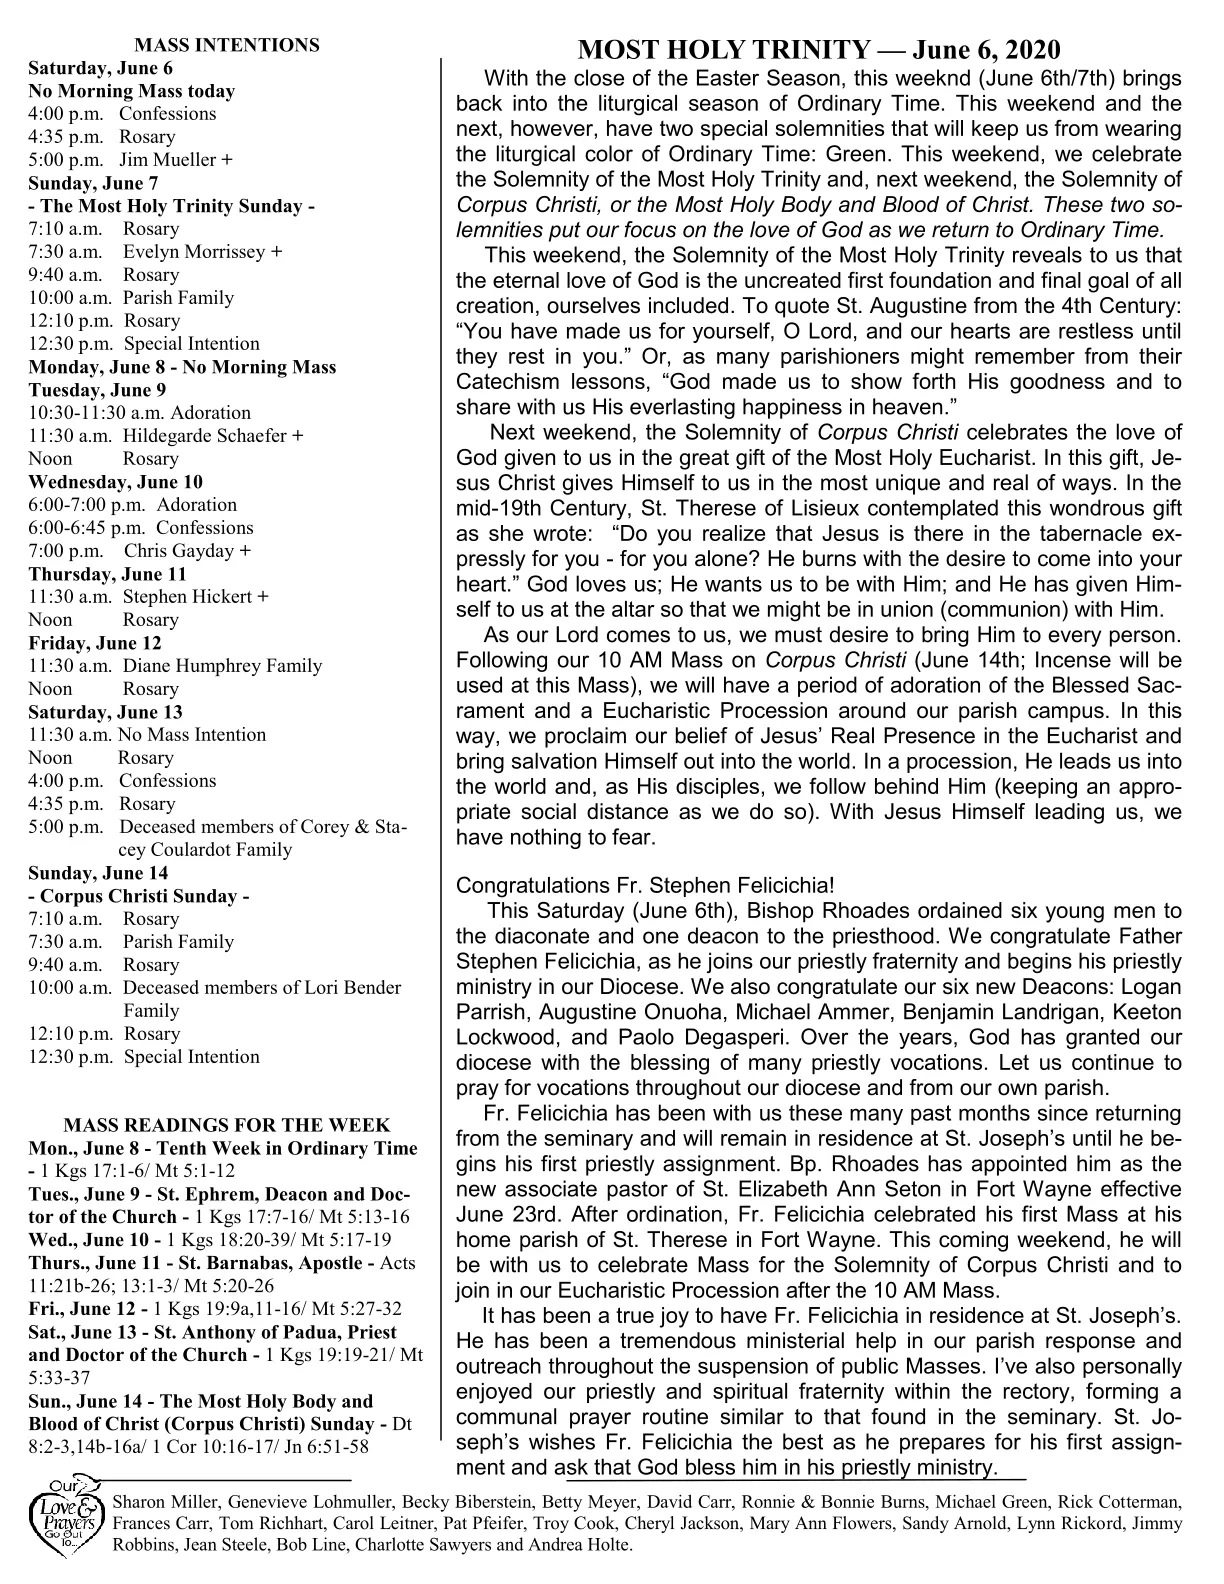 MASS INTENTIONS
Saturday, June 6
No Morning Mass today
4:00 p.m. Confessions
4:35 p.m. Rosary
5:00 p.m. Jim Mueller +
Sunday, June 7
- The Most Holy Trinity Sunday -
7:10 a.m. Rosary
7:30 a.m. Evelyn Morrissey +
9:40 a.m. Rosary
10:00 a.m. Parish Family
12:10 p.m. Rosary
12:30 p.m. Special Intention
Monday, June 8 - No Morning Mass
Tuesday, June 9
10:30-11:30 a.m. Adoration
11:30 a.m. Hildegarde Schaefer +
Noon Rosary
Wednesday, June 10
6:00-7:00 p.m. Adoration
6:00-6:45 p.m. Confessions
7:00 p.m. Chris Gayday +
Thursday, June 11
11:30 a.m. Stephen Hickert +
Noon Rosary
Friday, June 12
11:30 a.m. Diane Humphrey Family
Noon Rosary
Saturday, June 13
11:30 a.m. No Mass Intention
Noon Rosary
4:00 p.m. Confessions
4:35 p.m. Rosary
5:00 p.m. Deceased members of Corey & Sta-
cey Coulardot Family
Sunday, June 14
- Corpus Christi Sunday -
7:10 a.m. Rosary
7:30 a.m. Parish Family
9:40 a.m. Rosary
10:00 a.m. Deceased members of Lori Bender
Family
12:10 p.m. Rosary
12:30 p.m. Special Intention
MASS READINGS FOR THE WEEK
Mon., June 8 - Tenth Week in Ordinary Time
- 1 Kgs 17:1-6/ Mt 5:1-12
Tues., June 9 - St. Ephrem, Deacon and Doc-
tor of the Church - 1 Kgs 17:7-16/ Mt 5:13-16
Wed., June 10 - 1 Kgs 18:20-39/ Mt 5:17-19
Thurs., June 11 - St. Barnabas, Apostle - Acts
11:21b-26; 13:1-3/ Mt 5:20-26
Fri., June 12 - 1 Kgs 19:9a,11-16/ Mt 5:27-32
Sat., June 13 - St. Anthony of Padua, Priest
and Doctor of the Church - 1 Kgs 19:19-21/ Mt
5:33-37
Sun., June 14 - The Most Holy Body and
Blood of Christ (Corpus Christi) Sunday - Dt
8:2-3,14b-16a/ 1 Cor 10:16-17/ Jn 6:51-58
MOST HOLY TRINITY — June 6, 2020
With the close of the Easter Season, this weeknd (June 6th/7th) brings
back into the liturgical season of Ordinary Time. This weekend and the
next, however, have two special solemnities that will keep us from wearing
the liturgical color of Ordinary Time: Green. This weekend, we celebrate
the Solemnity of the Most Holy Trinity and, next weekend, the Solemnity of
Corpus Christi, or the Most Holy Body and Blood of Christ. These two so-
lemnities put our focus on the love of God as we return to Ordinary Time.
This weekend, the Solemnity of the Most Holy Trinity reveals to us that
the eternal love of God is the uncreated first foundation and final goal of all
creation, ourselves included. To quote St. Augustine from the 4th Century:
“You have made us for yourself, O Lord, and our hearts are restless until
they rest in you.” Or, as many parishioners might remember from their
Catechism lessons, “God made us to show forth His goodness and to
share with us His everlasting happiness in heaven.”
Next weekend, the Solemnity of Corpus Christi celebrates the love of
God given to us in the great gift of the Most Holy Eucharist. In this gift, Je-
sus Christ gives Himself to us in the most unique and real of ways. In the
mid-19th Century, St. Therese of Lisieux contemplated this wondrous gift
as she wrote: “Do you realize that Jesus is there in the tabernacle ex-
pressly for you - for you alone? He burns with the desire to come into your
heart.” God loves us; He wants us to be with Him; and He has given Him-
self to us at the altar so that we might be in union (communion) with Him.
As our Lord comes to us, we must desire to bring Him to every person.
Following our 10 AM Mass on Corpus Christi (June 14th; Incense will be
used at this Mass), we will have a period of adoration of the Blessed Sac-
rament and a Eucharistic Procession around our parish campus. In this
way, we proclaim our belief of Jesus’ Real Presence in the Eucharist and
bring salvation Himself out into the world. In a procession, He leads us into
the world and, as His disciples, we follow behind Him (keeping an appro-
priate social distance as we do so). With Jesus Himself leading us, we
have nothing to fear.
Congratulations Fr. Stephen Felicichia!
This Saturday (June 6th), Bishop Rhoades ordained six young men to
the diaconate and one deacon to the priesthood. We congratulate Father
Stephen Felicichia, as he joins our priestly fraternity and begins his priestly
ministry in our Diocese. We also congratulate our six new Deacons: Logan
Parrish, Augustine Onuoha, Michael Ammer, Benjamin Landrigan, Keeton
Lockwood, and Paolo Degasperi. Over the years, God has granted our
diocese with the blessing of many priestly vocations. Let us continue to
pray for vocations throughout our diocese and from our own parish.
Fr. Felicichia has been with us these many past months since returning
from the seminary and will remain in residence at St. Joseph’s until he be-
gins his first priestly assignment. Bp. Rhoades has appointed him as the
new associate pastor of St. Elizabeth Ann Seton in Fort Wayne effective
June 23rd. After ordination, Fr. Felicichia celebrated his first Mass at his
home parish of St. Therese in Fort Wayne. This coming weekend, he will
be with us to celebrate Mass for the Solemnity of Corpus Christi and to
join in our Eucharistic Procession after the 10 AM Mass.
It has been a true joy to have Fr. Felicichia in residence at St. Joseph’s.
He has been a tremendous ministerial help in our parish response and
outreach throughout the suspension of public Masses. I’ve also personally
enjoyed our priestly and spiritual fraternity within the rectory, forming a
communal prayer routine similar to that found in the seminary. St. Jo-
seph’s wishes Fr. Felicichia the best as he prepares for his first assign-
ment and ask that God bless him in his priestly ministry.
Our
Love &
Prayers
Go Out
To...
Sharon Miller, Genevieve Lohmuller, Becky Biberstein, Betty Meyer, David Carr, Ronnie & Bonnie Burns, Michael Green, Rick Cotterman,
Frances Carr, Tom Richhart, Carol Leitner, Pat Pfeifer, Troy Cook, Cheryl Jackson, Mary Ann Flowers, Sandy Arnold, Lynn Rickord, Jimmy
Robbins, Jean Steele, Bob Line, Charlotte Sawyers and Andrea Holte.